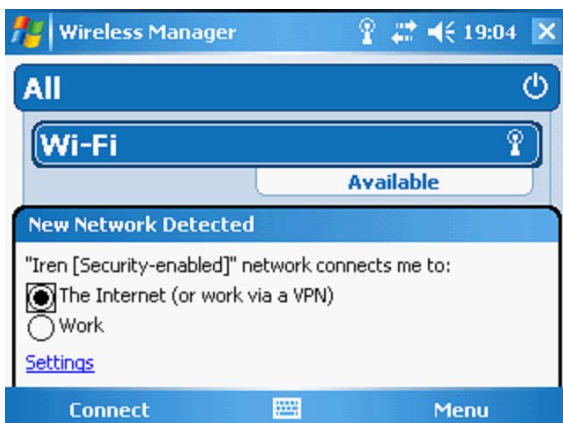 Wireless Manager 19:04
All
Wi-Fi
Available
New Network Detected
"Iren [Security-enabled]" network connects me to:
The Internet (or work via a VPN)
Work
Settings
Connect Menu